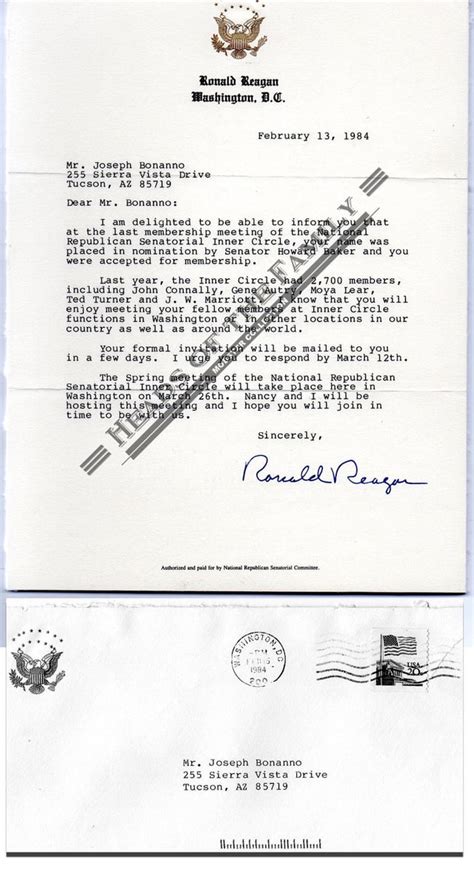 Ronald Reagan
Washington, D.C.
February 13, 1984
Mr. Joseph Bonanno
255 Sierra Vista Drive
Tucson, AZ 85719
Dear Mr. Bonanno:
I am delighted to be able to inform you that
at the last membership meeting of the National
Republican Senatorial Inner Circle, your name was
placed in nomination by Senator Howard Baker and you
were accepted for membership.
Last year, the Inner Circle had 2,700 members,
including John Connally, Gene Autry, Moya Lear,
Ted Turner and J. W. Marriott. I know that you will
enjoy meeting your fellow members at Inner Circle
functions in Washington or at other locations in our
country as well as around the world.
Your formal invitation will be mailed to you
in a few days. I urge you to respond by March 12th.
The Spring meeting of the National Republican
Senatorial Inner Circle will take place here in
Washington on March 26th. Nancy and I will be
hosting this meeting and I hope you will join in
time to be with us.
Sincerely,
Ronald Reagan
Authorized and paid for by National Republican Senatorial Committee.
Heads of the Family
WASHINGTON, DC
PM
1984
200
USA
20
Mr. Joseph Bonanno
255 Sierra Vista Drive
Tucson, AZ 85719